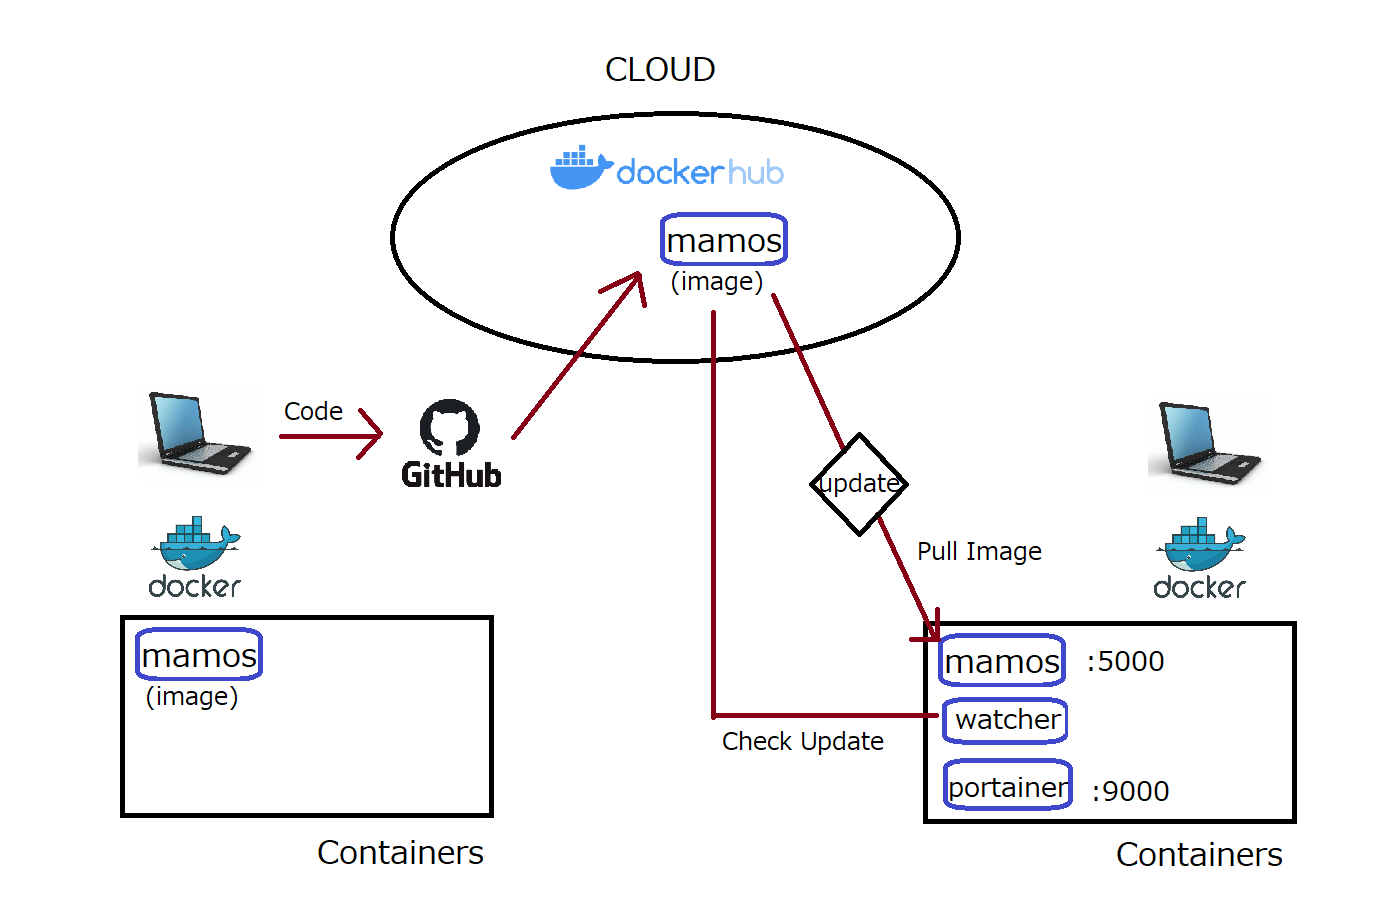 CLOUD
dockerhub
mamos
(image)
Code
GitHub
update
Pull Image
docker
docker
mamos
(image)
mamos :5000
watcher
Check Update
portainer :9000
Containers
Containers